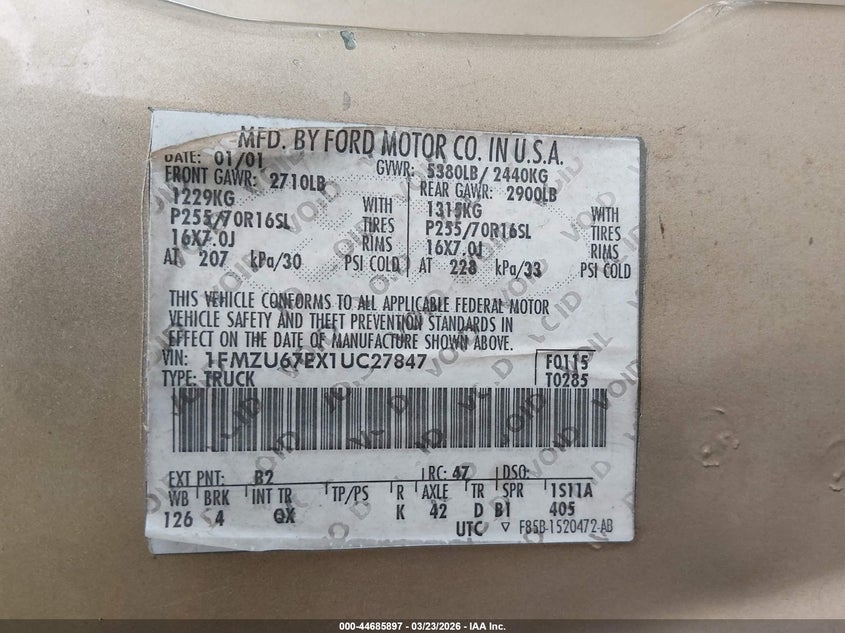 MFD. BY FORD MOTOR CO. IN U.S.A.
DATE: 01/01 GVWR: 5380LB/ 2440KG
FRONT GAWR: 2710LB REAR GAWR: 2900LB
1229KG WITH 1315KG WITH
P255/70R16SL TIRES P255/70R16SL TIRES
16X7.0J RIMS 16X7.0J RIMS
AT 207 kPa/30 PSI COLD AT 228 kPa/33 PSI COLD
THIS VEHICLE CONFORMS TO ALL APPLICABLE FEDERAL MOTOR
VEHICLE SAFETY AND THEFT PREVENTION STANDARDS IN
EFFECT ON THE DATE OF MANUFACTURE SHOWN ABOVE.
VIN: 1FMZU67EX1UC27847 F0115
TYPE: TRUCK T0285
EXT PNT: B2 RC: 47 DSO:
WB BRK INT TR TP/PS R AXLE TR SPR 1S11A
126 4 QX K 42 D B1 405
UTC ▽ F85B-1520472-AB
000-44685897 - 03/23/2026 - IAA Inc.